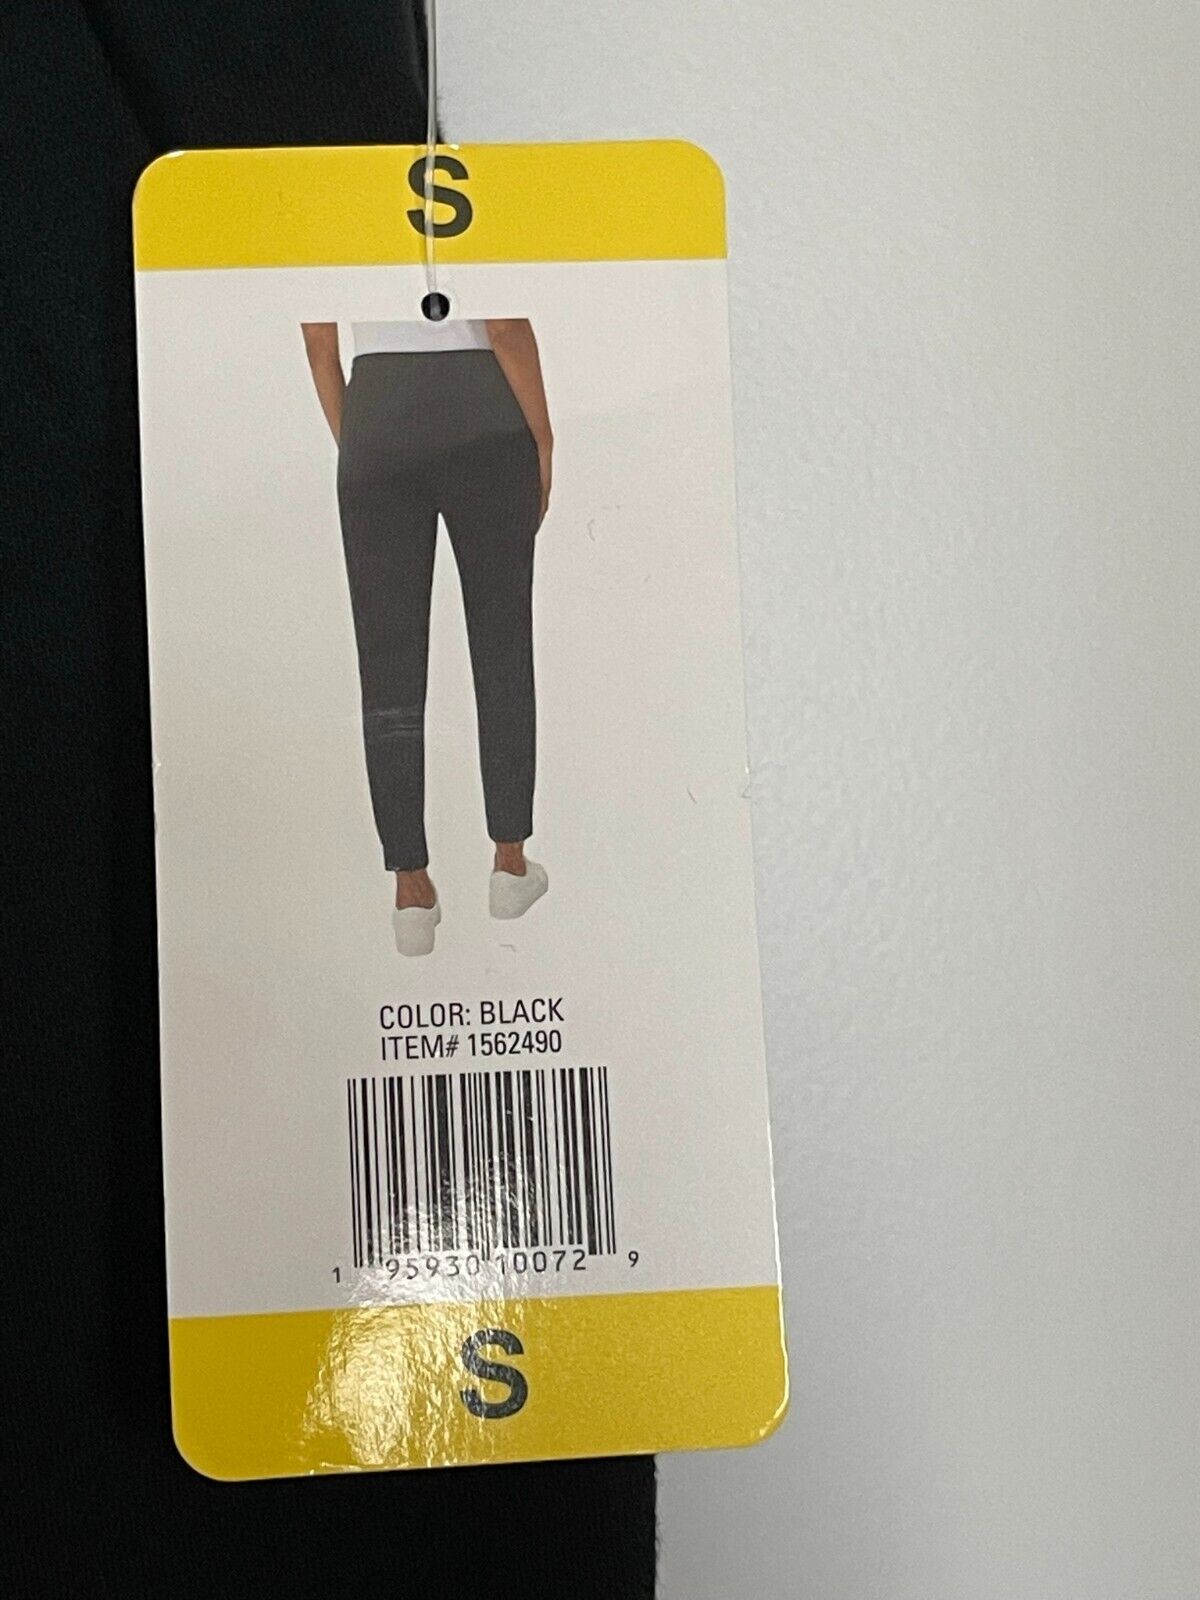 S
COLOR: BLACK
ITEM# 1562490
1 95930 10072 9
S